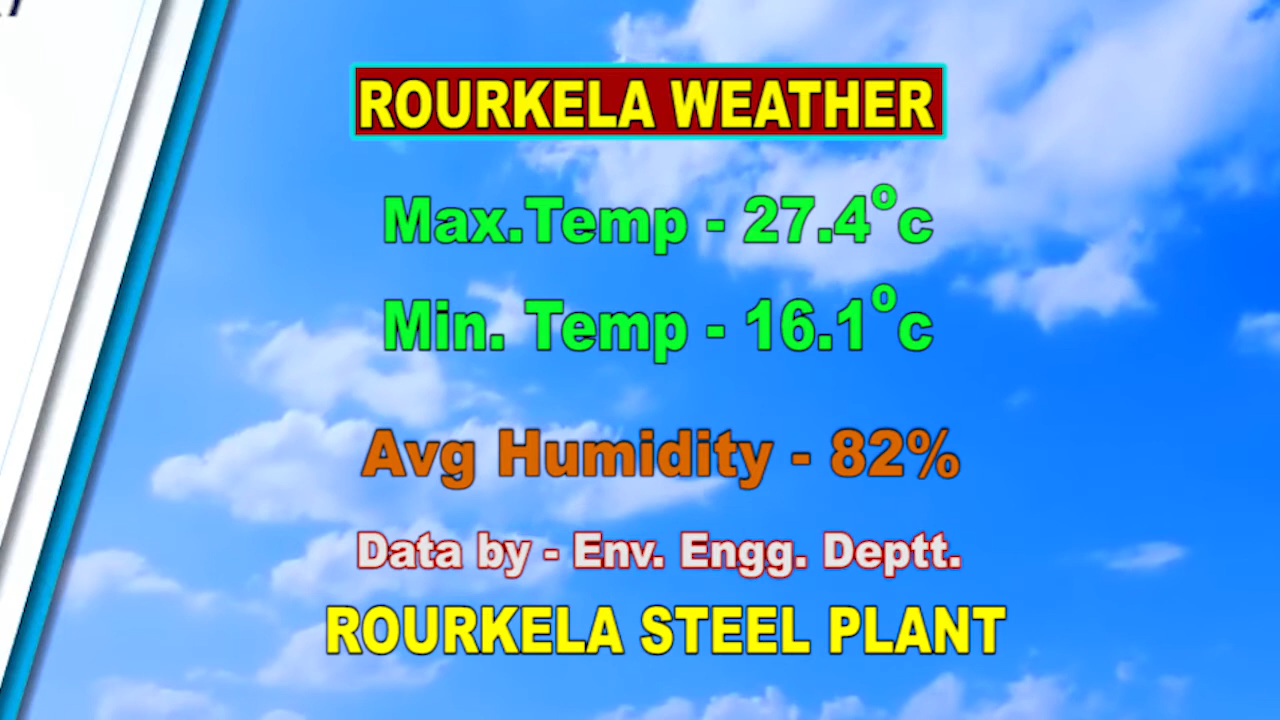 ROURKELA WEATHER
Max.Temp - 27.4°c
Min. Temp - 16.1°c
Avg Humidity - 82%
Data by - Env. Engg. Deptt.
ROURKELA STEEL PLANT